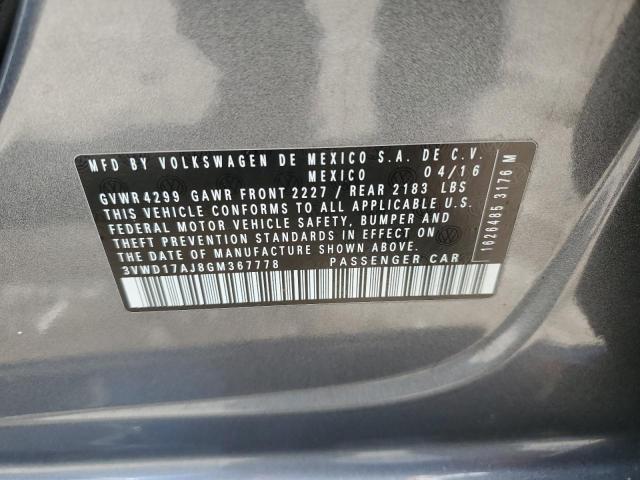 MFD BY VOLKSWAGEN DE MEXICO S.A. DE C.V.
MEXICO 04/16
GVWR 4299 GAWR FRONT 2227 / REAR 2183 LBS
THIS VEHICLE CONFORMS TO ALL APPLICABLE U.S.
FEDERAL MOTOR VEHICLE SAFETY, BUMPER AND
THEFT PREVENTION STANDARDS IN EFFECT ON
THE DATE OF MANUFACTURE SHOWN ABOVE.
3VWD17AJ8GM367778 PASSENGER CAR
1626485 3176 M